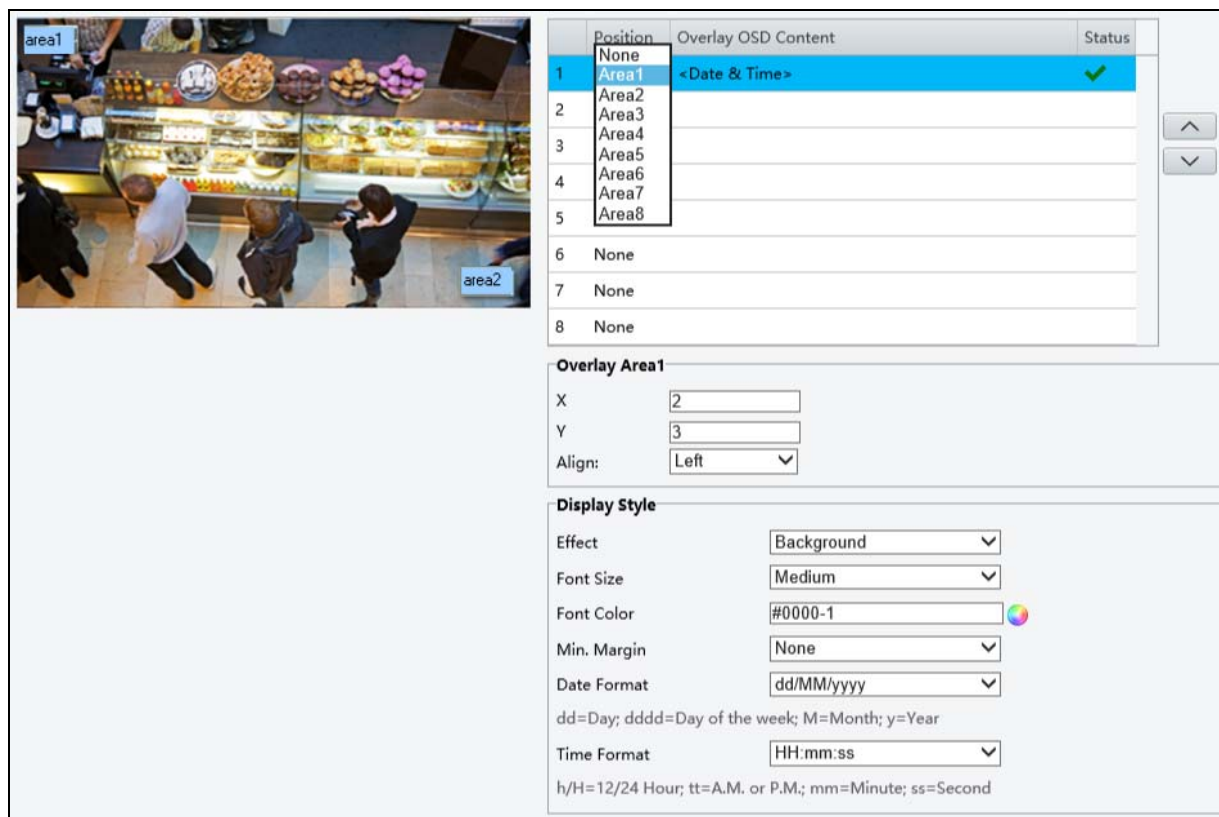 area1
area2
Position Overlay OSD Content Status
None
1 Area1 <Date & Time>
Area2
2
Area3
3
Area4
Area5
4
Area6
Area7
5
Area8
6 None
7 None
8 None
Overlay Area1
X 2
Y 3
Align: Left
Display Style
Effect Background
Font Size Medium
Font Color #0000-1
Min. Margin None
Date Format dd/MM/yyyy
dd=Day; dddd=Day of the week; M=Month; y=Year
Time Format HH:mm:ss
h/H=12/24 Hour; tt=A.M. or P.M.; mm=Minute; ss=Second